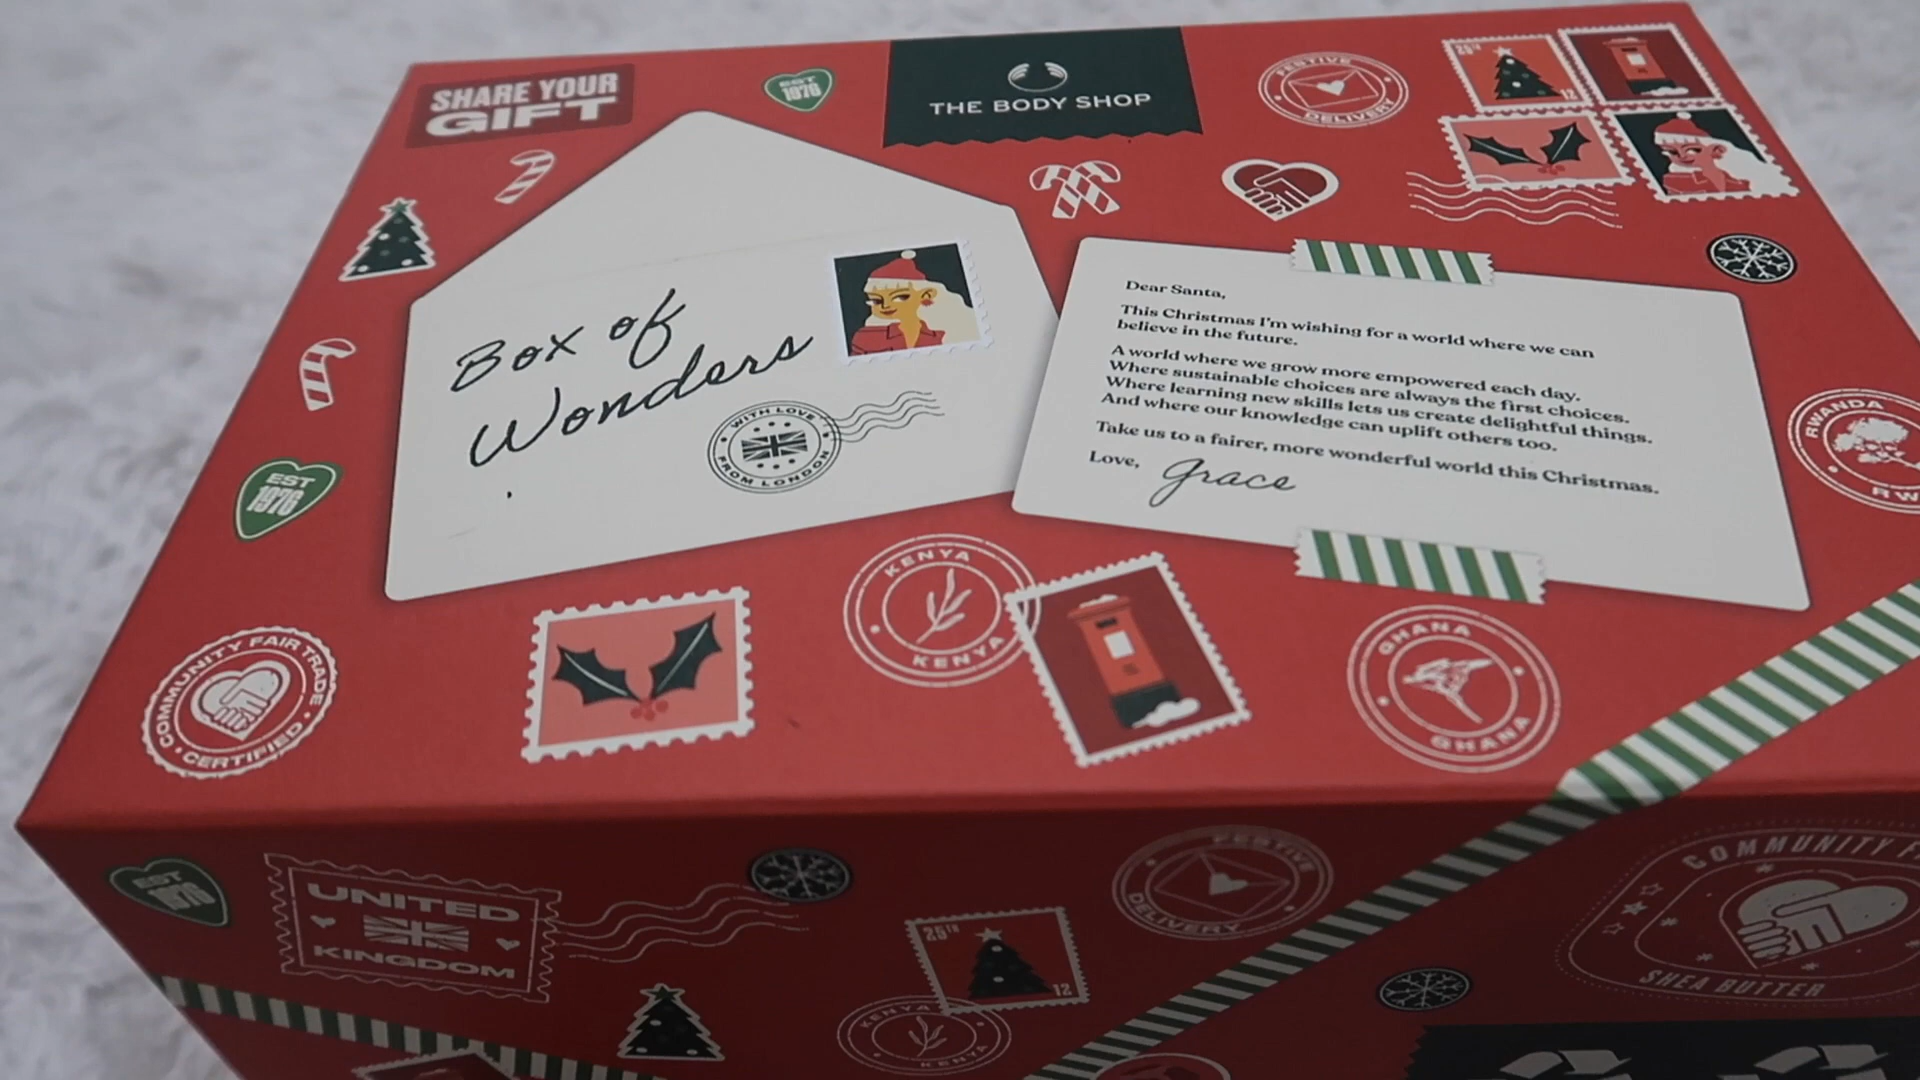 SHARE YOUR
GIFT
EST
1976
THE BODY SHOP
FESTIVE
DELIVERY
25TH
12
Box of
Wonders
WITH LOVE
FROM LONDON
Dear Santa,
This Christmas I'm wishing for a world where we can
believe in the future.
A world where we grow more empowered each day.
Where sustainable choices are always the first choices.
Where learning new skills lets us create delightful things.
And where our knowledge can uplift others too.
Take us to a fairer, more wonderful world this Christmas.
Love, Grace
RWANDA
RW
EST
1976
KENYA
KENYA
GHANA
GHANA
COMMUNITY FAIR TRADE
CERTIFIED
EST
1976
UNITED
KINGDOM
25TH
12
KENYA
KENYA
FESTIVE
DELIVERY
COMMUNITY F
SHEA BUTTER